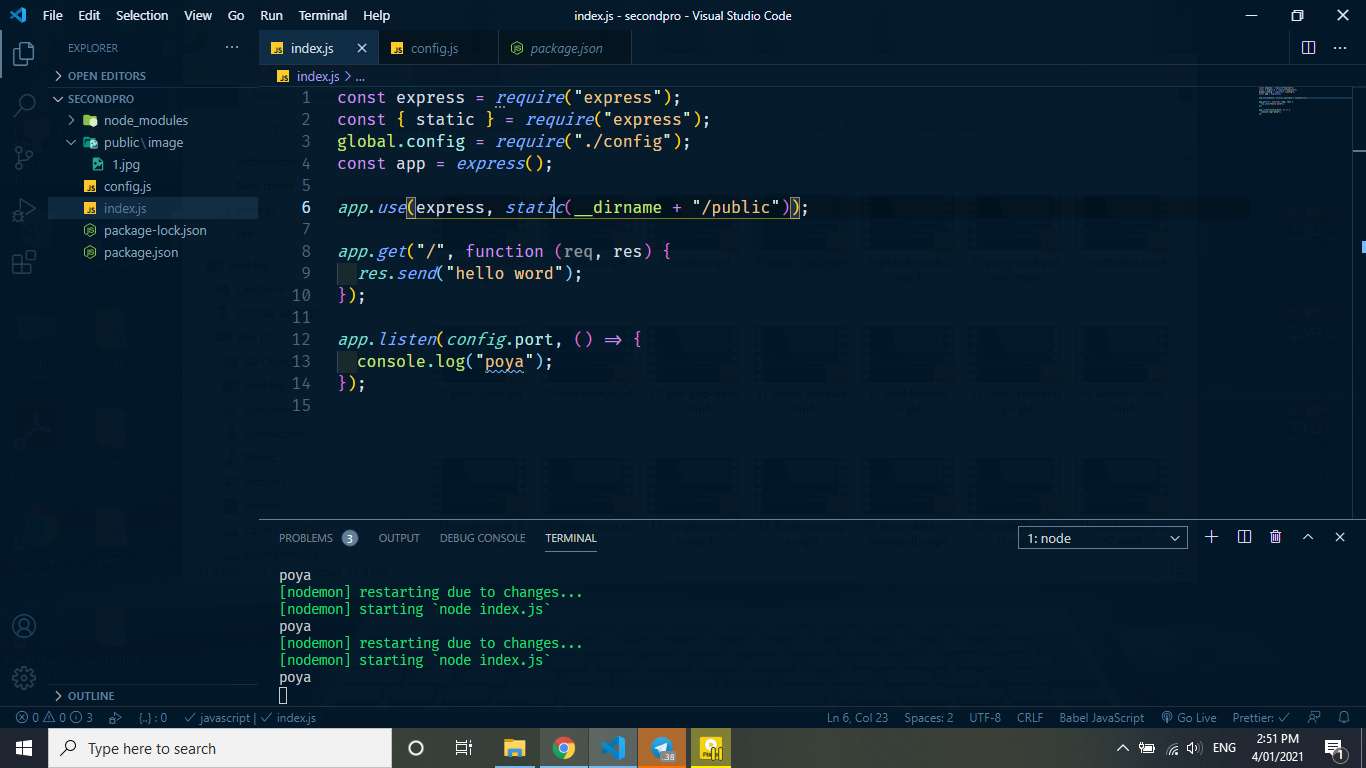 File Edit Selection View Go Run Terminal Help
index.js - secondpro - Visual Studio Code
EXPLORER
OPEN EDITORS
SECONDPRO
node_modules
public\image
1.jpg
config.js
index.js
package-lock.json
package.json
OUTLINE
index.js config.js package.json
index.js > ...
1 const express = require("express");
2 const { static } = require("express");
3 global.config = require("./config");
4 const app = express();
5
6 app.use(express, static(__dirname + "/public"));
7
8 app.get("/", function (req, res) {
9 res.send("hello word");
10 });
11
12 app.listen(config.port, () => {
13 console.log("poya");
14 });
15
PROBLEMS 3 OUTPUT DEBUG CONSOLE TERMINAL
1: node
poya
[nodemon] restarting due to changes...
[nodemon] starting `node index.js`
poya
[nodemon] restarting due to changes...
[nodemon] starting `node index.js`
poya
0 0 3 {..} : 0 javascript | index.js
Ln 6, Col 23 Spaces: 2 UTF-8 CRLF Babel JavaScript Go Live Prettier:
Type here to search
38
ENG
2:51 PM
4/01/2021
1